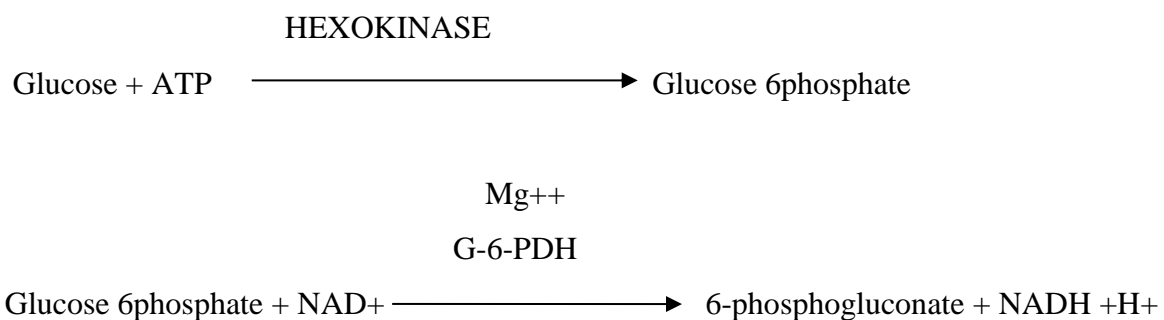 HEXOKINASE
Glucose + ATP Glucose 6phosphate
Mg++
G-6-PDH
Glucose 6phosphate + NAD+ 6-phosphogluconate + NADH +H+